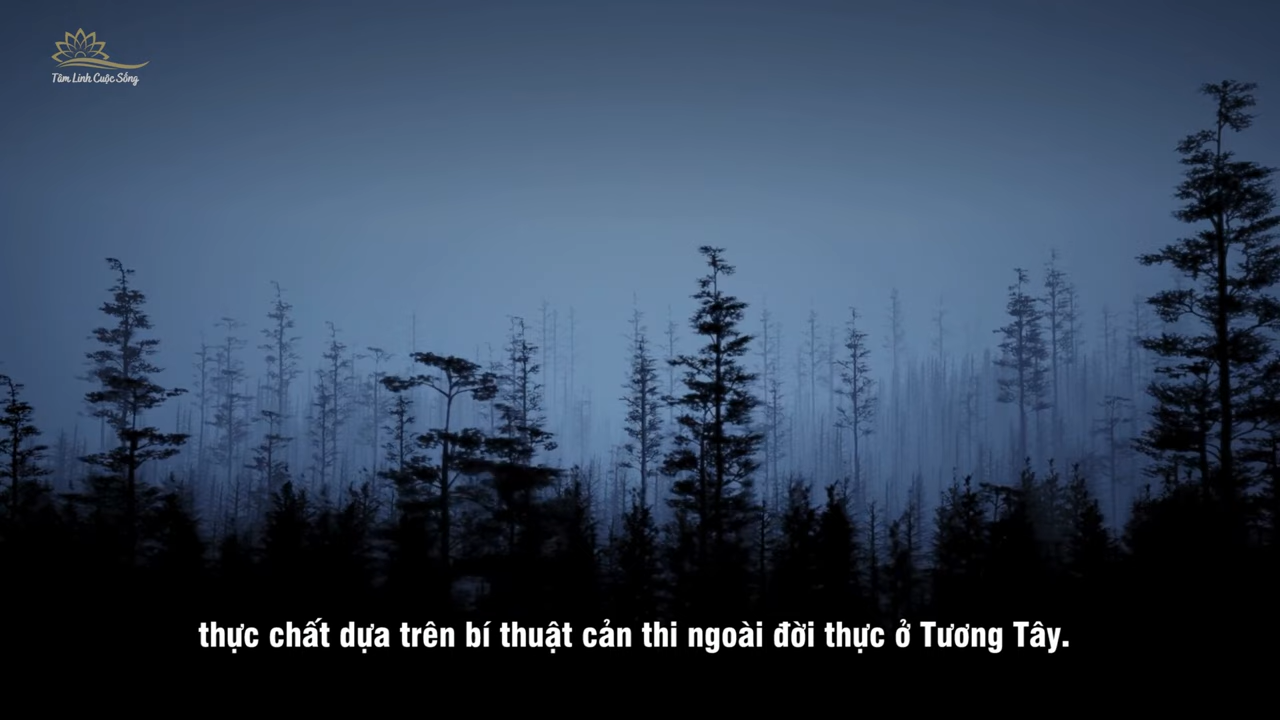 Tâm Linh Cuộc Sống
thực chất dựa trên bí thuật cản thi ngoài đời thực ở Tương Tây.